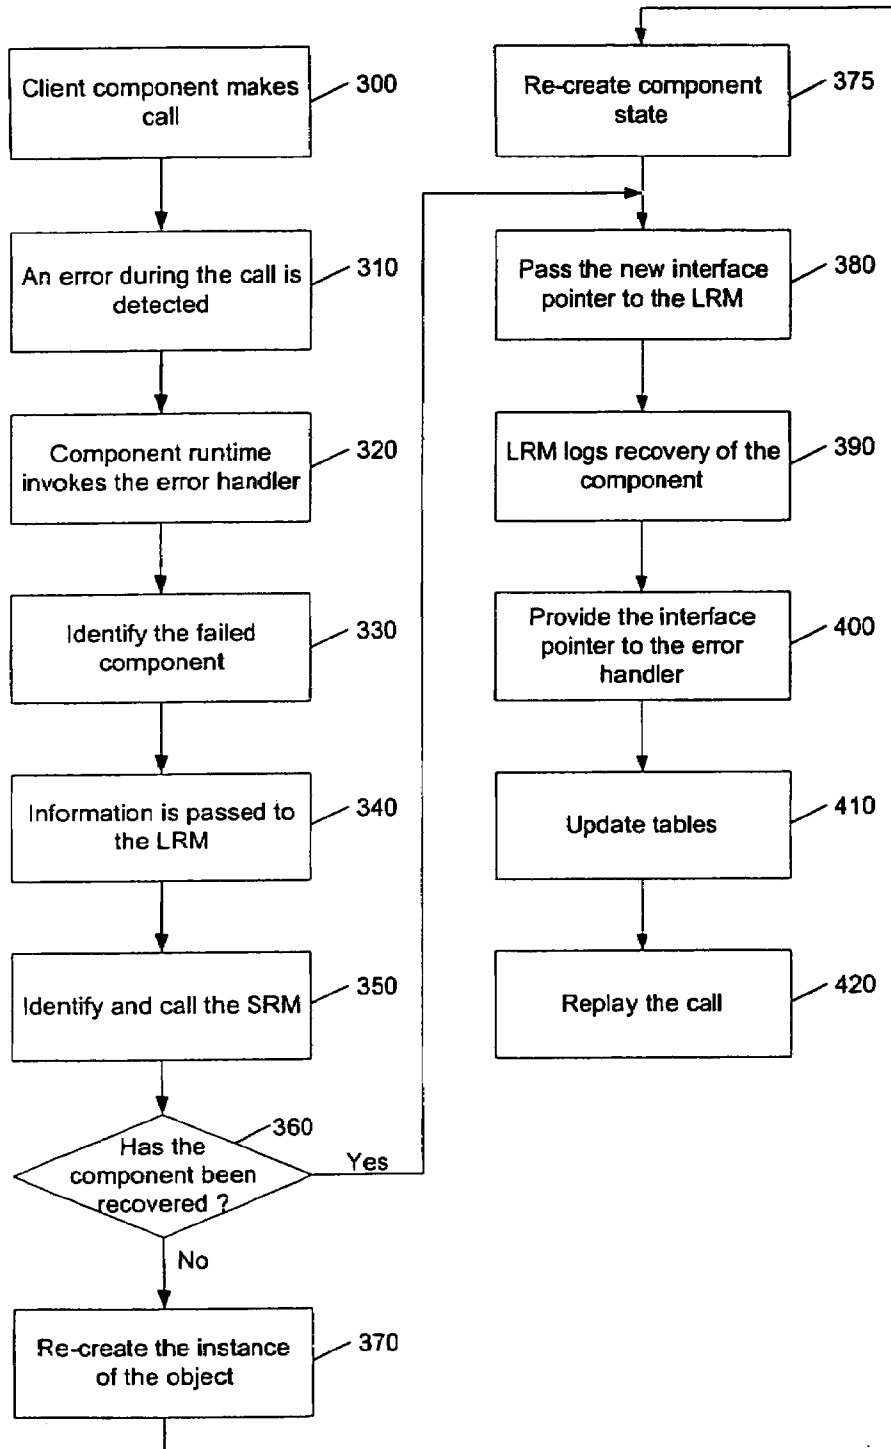 Client component makes
call
300
An error during the call is
detected
310
Component runtime
invokes the error handler
320
Identify the failed
component
330
Information is passed to
the LRM
340
Identify and call the SRM
350
Has the
component been
recovered ?
360
Yes
No
Re-create the instance
of the object
370
Re-create component
state
375
Pass the new interface
pointer to the LRM
380
LRM logs recovery of the
component
390
Provide the interface
pointer to the error
handler
400
Update tables
410
Replay the call
420